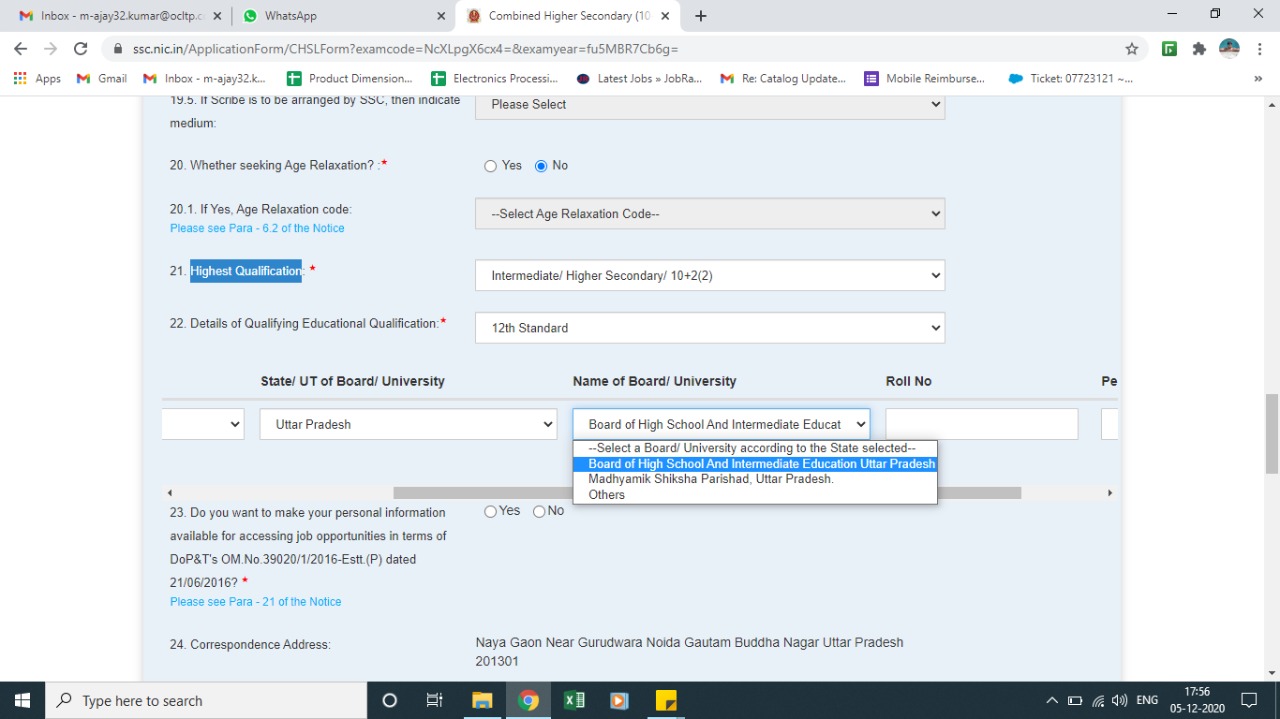 Inbox - m-ajay32.kumar@ocltp.c
WhatsApp
Combined Higher Secondary (10
ssc.nic.in/ApplicationForm/CHSLForm?examcode=NcXLpgX6cx4=&examyear=fu5MBR7Cb6g=
Apps Gmail Inbox - m-ajay32.k... Product Dimension... Electronics Processi... Latest Jobs » JobRa... Re: Catalog Update... Mobile Reimburse... Ticket: 07723121 ~...
19.5. If Scribe is to be arranged by SSC, then indicate
medium:
Please Select
20. Whether seeking Age Relaxation? :*
Yes No
20.1. If Yes, Age Relaxation code:
Please see Para - 6.2 of the Notice
--Select Age Relaxation Code--
21. Highest Qualification: *
Intermediate/ Higher Secondary/ 10+2(2)
22. Details of Qualifying Educational Qualification:*
12th Standard
State/ UT of Board/ University Name of Board/ University Roll No Pe
Uttar Pradesh
Board of High School And Intermediate Educat
--Select a Board/ University according to the State selected--
Board of High School And Intermediate Education Uttar Pradesh
Madhyamik Shiksha Parishad, Uttar Pradesh.
Others
23. Do you want to make your personal information
available for accessing job opportunities in terms of
DoP&T's OM.No.39020/1/2016-Estt.(P) dated
21/06/2016? *
Please see Para - 21 of the Notice
Yes No
24. Correspondence Address:
Naya Gaon Near Gurudwara Noida Gautam Buddha Nagar Uttar Pradesh
201301
Type here to search
ENG
17:56
05-12-2020